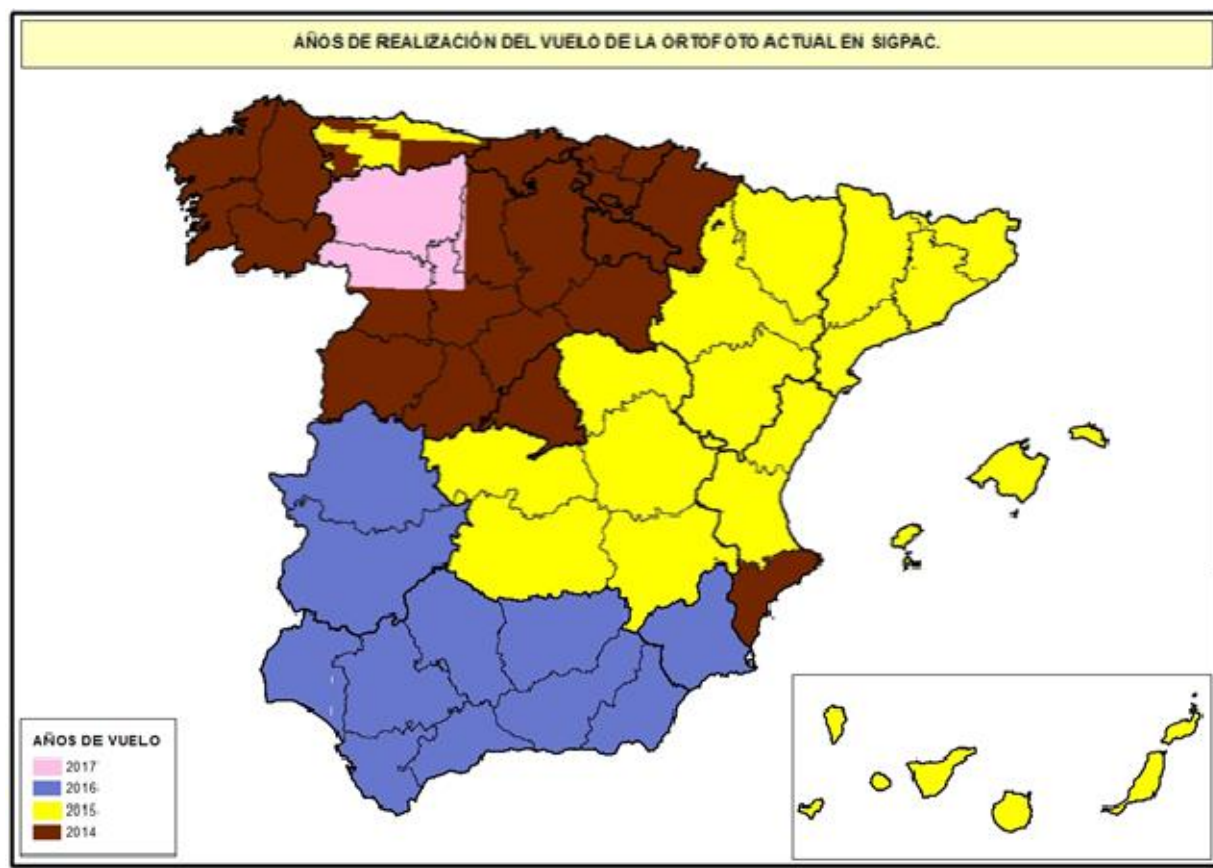 AÑOS DE REALIZACIÓN DEL VUELO DE LA ORTOFOTO ACTUAL EN SIGPAC.
AÑOS DE VUELO
2017
2016
2015
2014